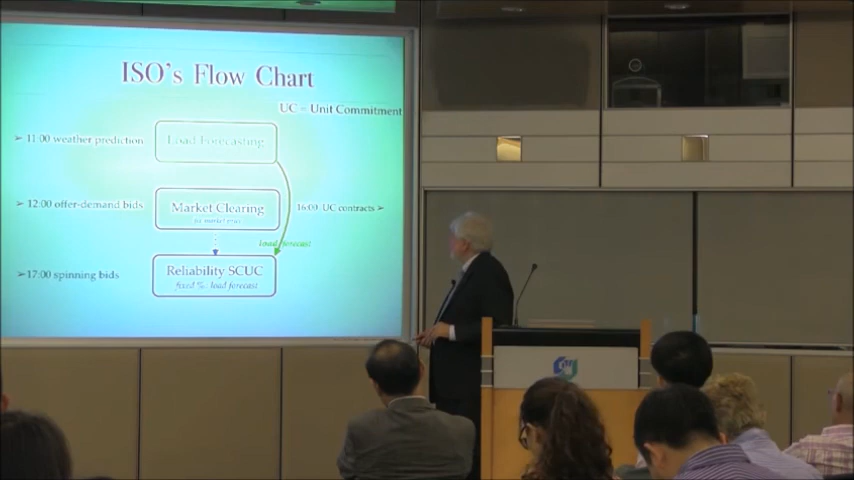 ISO's Flow Chart
UC – Unit Commitment
➢ 11:00 weather prediction
Load Forecasting
➢ 12:00 offer-demand bids
Market Clearing
16:00 UC contracts ➢
load forecast
➢17:00 spinning bids
Reliability SCUC
fixed % : load forecast